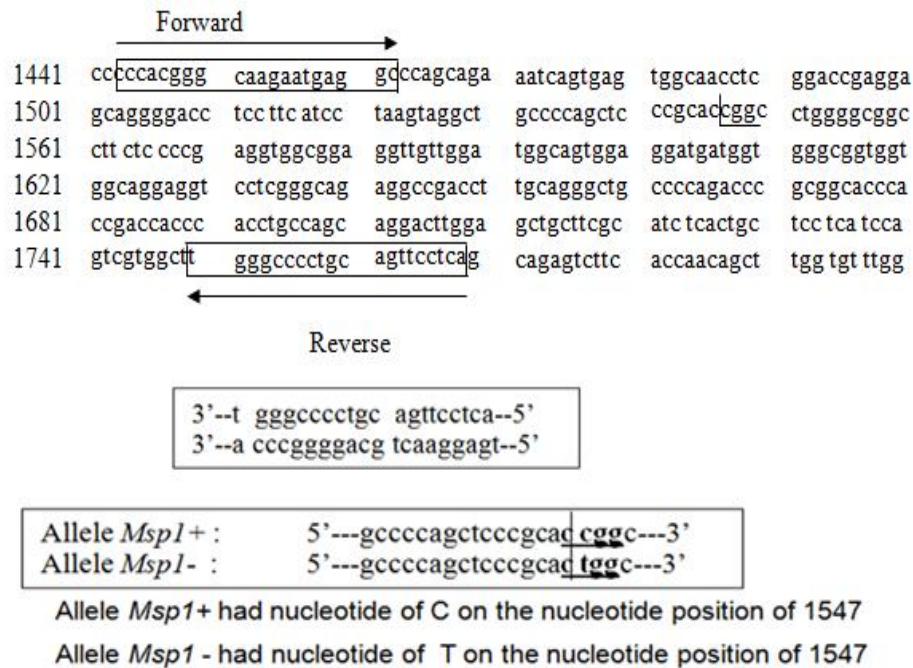 Forward
1441 cccccacggg caagaatgag gcccagcaga aatcagtgag tggcaacctc ggaccgagga
1501 gcaggggacc tcc ttc atcc taagtaggct gccccagctc ccgcaccggc ctggggcggc
1561 ctt ctc cccg aggtggcgga ggttgttgga tggcagtgga ggatgatggt gggcggtggt
1621 ggcaggaggt cctcgggcag aggccgacct tgcagggctg ccccagaccc gcggcaccca
1681 ccgaccaccc acctgccagc aggacttgga gctgcttcgc atc tcactgc tcc tca tcca
1741 gtcgtggctt gggcccctgc agttcctcag cagagtcttc accaacagct tgg tgt ttgg
Reverse
3’--t gggcccctgc agttcctca--5’
3’--a cccggggacg tcaaggagt--5’
Allele Msp1+ : 5’---gccccagctcccgcac cggc---3’
Allele Msp1- : 5’---gccccagctcccgcac tggc---3’
Allele Msp1+ had nucleotide of C on the nucleotide position of 1547
Allele Msp1 - had nucleotide of T on the nucleotide position of 1547